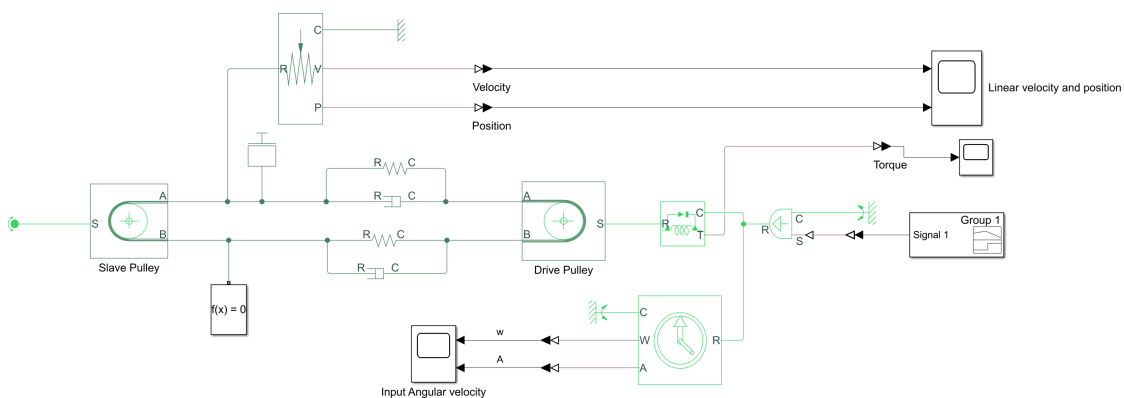 C
R
V
P
Velocity
Position
Linear velocity and position
Torque
R
C
A
R
C
A
S
S
B
R
C
B
R
C
Slave Pulley
Drive Pulley
R
C
T
R
C
S
Group 1
Signal 1
f(x) = 0
C
w
W
R
A
A
Input Angular velocity